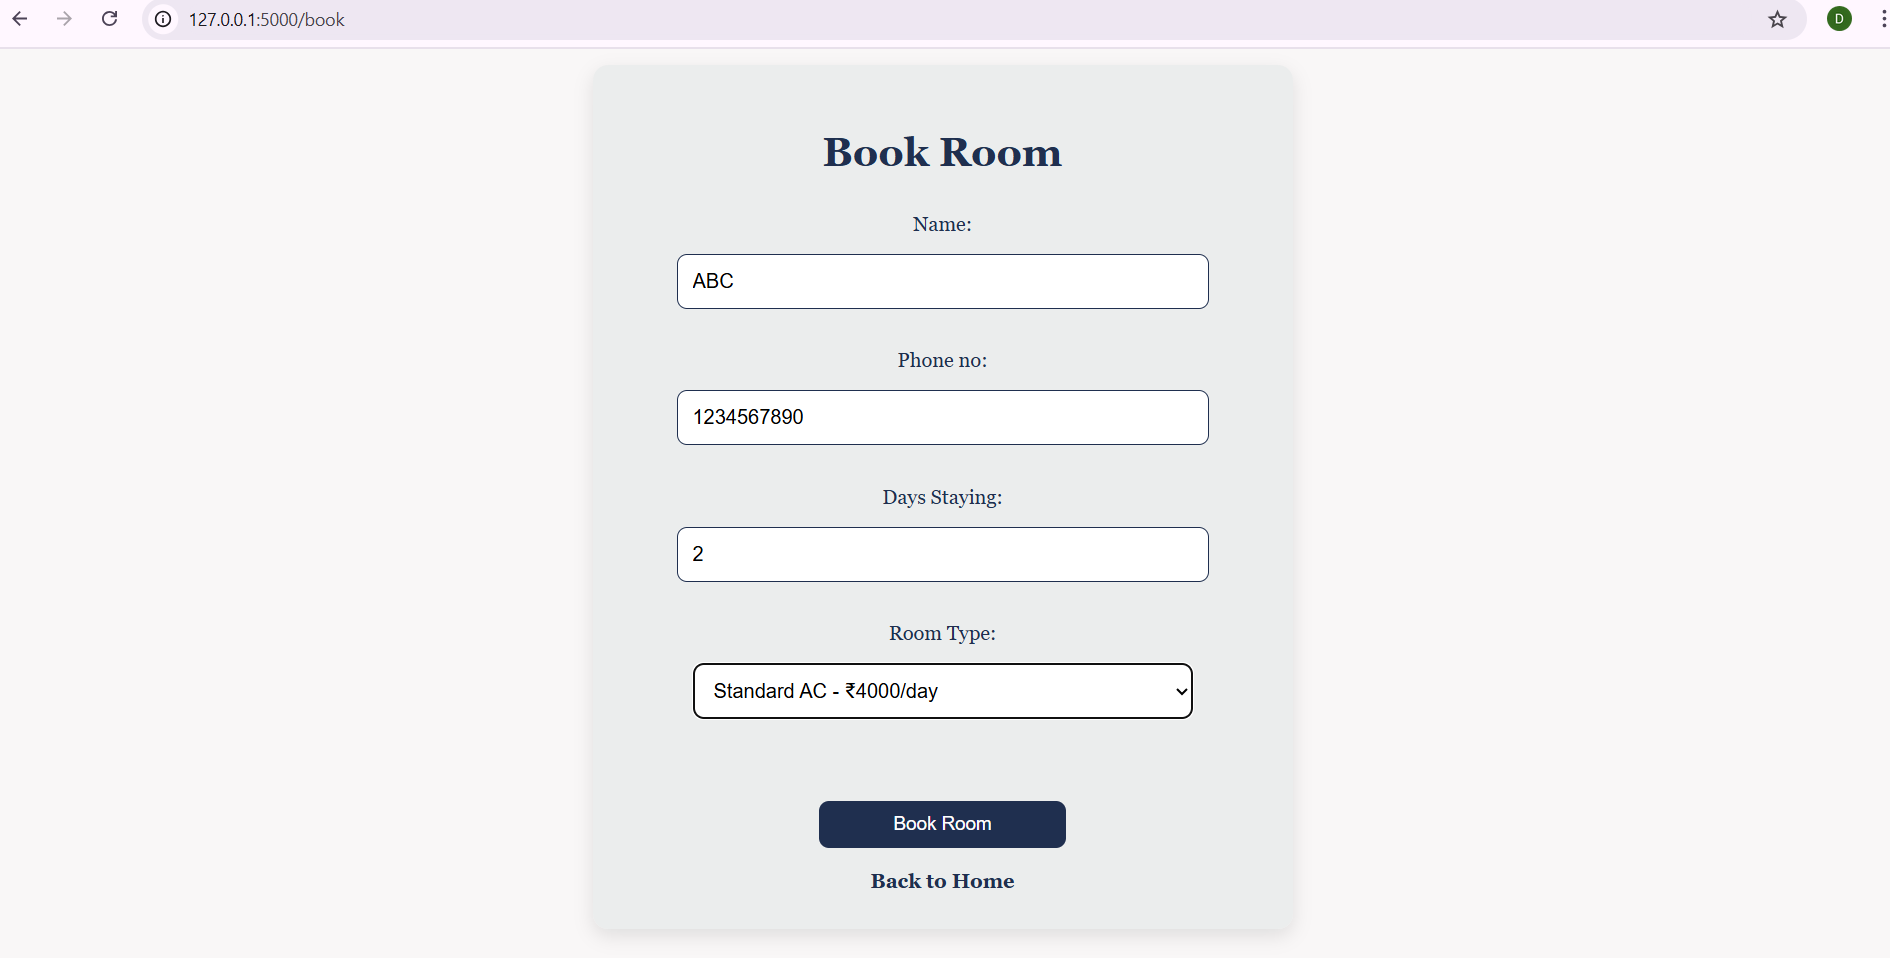 127.0.0.1:5000/book
D
Book Room
Name:
ABC
Phone no:
1234567890
Days Staying:
2
Room Type:
Standard AC - ₹4000/day
Book Room
Back to Home